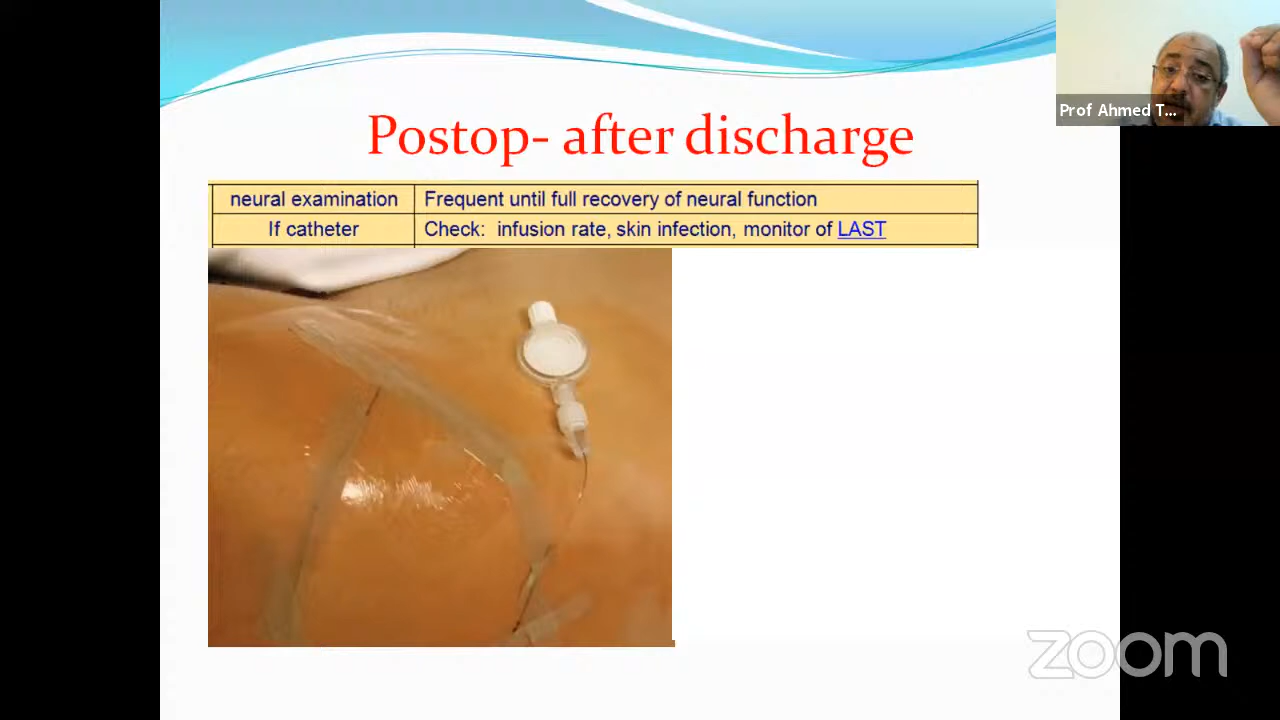 Prof Ahmed T...
Postop- after discharge
neural examination Frequent until full recovery of neural function
If catheter Check: infusion rate, skin infection, monitor of LAST
zoom